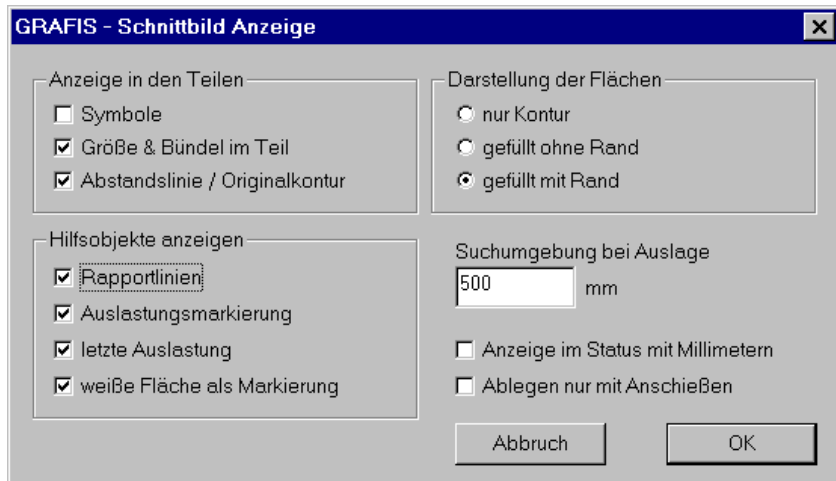 GRAFIS - Schnittbild Anzeige
Anzeige in den Teilen
Symbole
Größe & Bündel im Teil
Abstandslinie / Originalkontur
Darstellung der Flächen
nur Kontur
gefüllt ohne Rand
gefüllt mit Rand
Hilfsobjekte anzeigen
Rapportlinien
Auslastungsmarkierung
letzte Auslastung
weiße Fläche als Markierung
Suchumgebung bei Auslage
500 mm
Anzeige im Status mit Millimetern
Ablegen nur mit Anschießen
Abbruch
OK